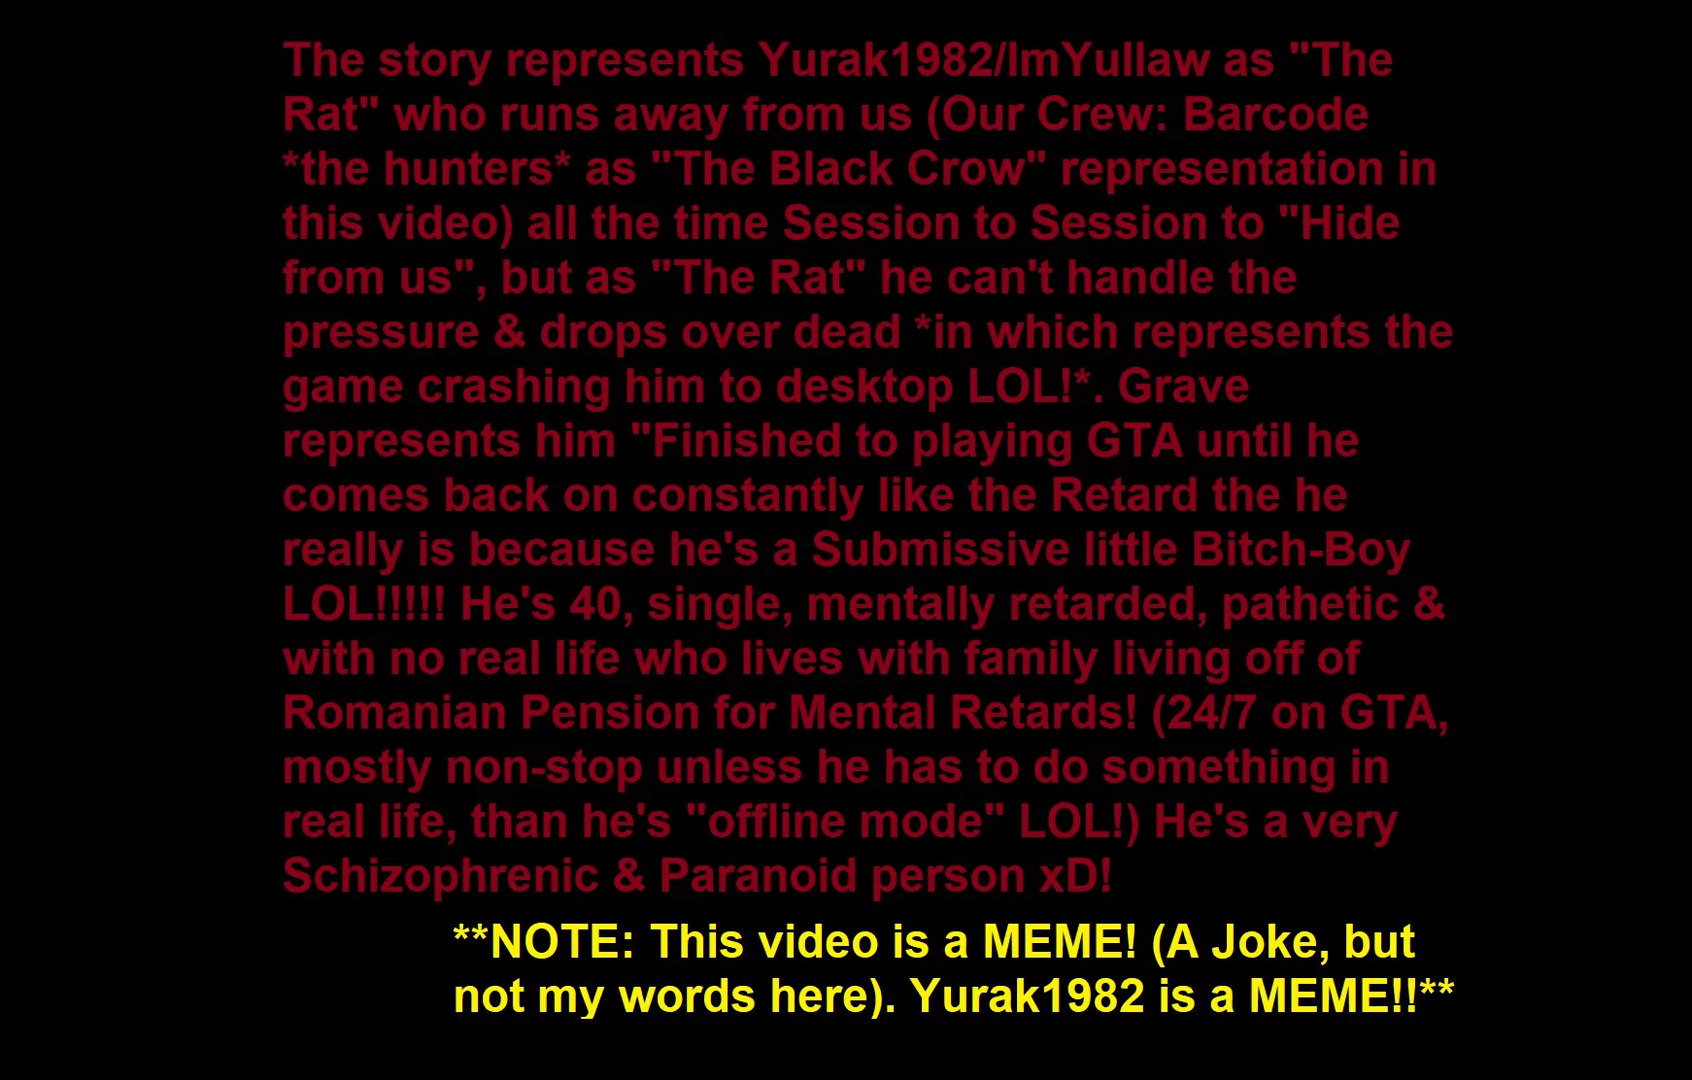 The story represents Yurak1982/ImYullaw as "The
Rat" who runs away from us (Our Crew: Barcode
*the hunters* as "The Black Crow" representation in
this video) all the time Session to Session to "Hide
from us", but as "The Rat" he can't handle the
pressure & drops over dead *in which represents the
game crashing him to desktop LOL!*. Grave
represents him "Finished to playing GTA until he
comes back on constantly like the Retard the he
really is because he's a Submissive little Bitch-Boy
LOL!!!!! He's 40, single, mentally retarded, pathetic &
with no real life who lives with family living off of
Romanian Pension for Mental Retards! (24/7 on GTA,
mostly non-stop unless he has to do something in
real life, than he's "offline mode" LOL!) He's a very
Schizophrenic & Paranoid person xD!
**NOTE: This video is a MEME! (A Joke, but
not my words here). Yurak1982 is a MEME!!**